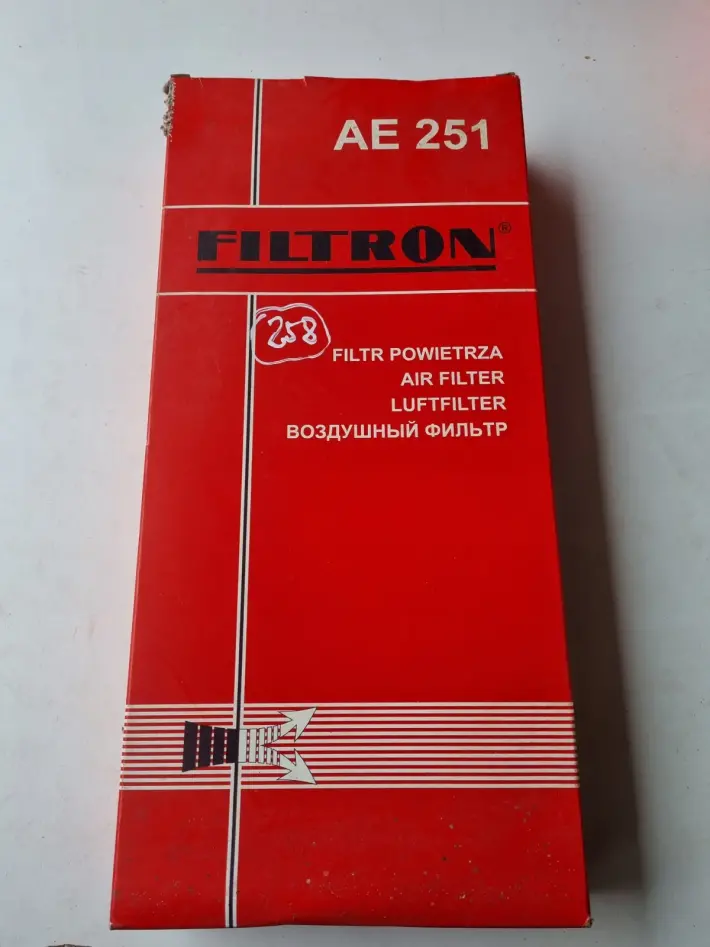 AE 251
FILTRON®
258
FILTR POWIETRZA
AIR FILTER
LUFTFILTER
ВОЗДУШНЫЙ ФИЛЬТР